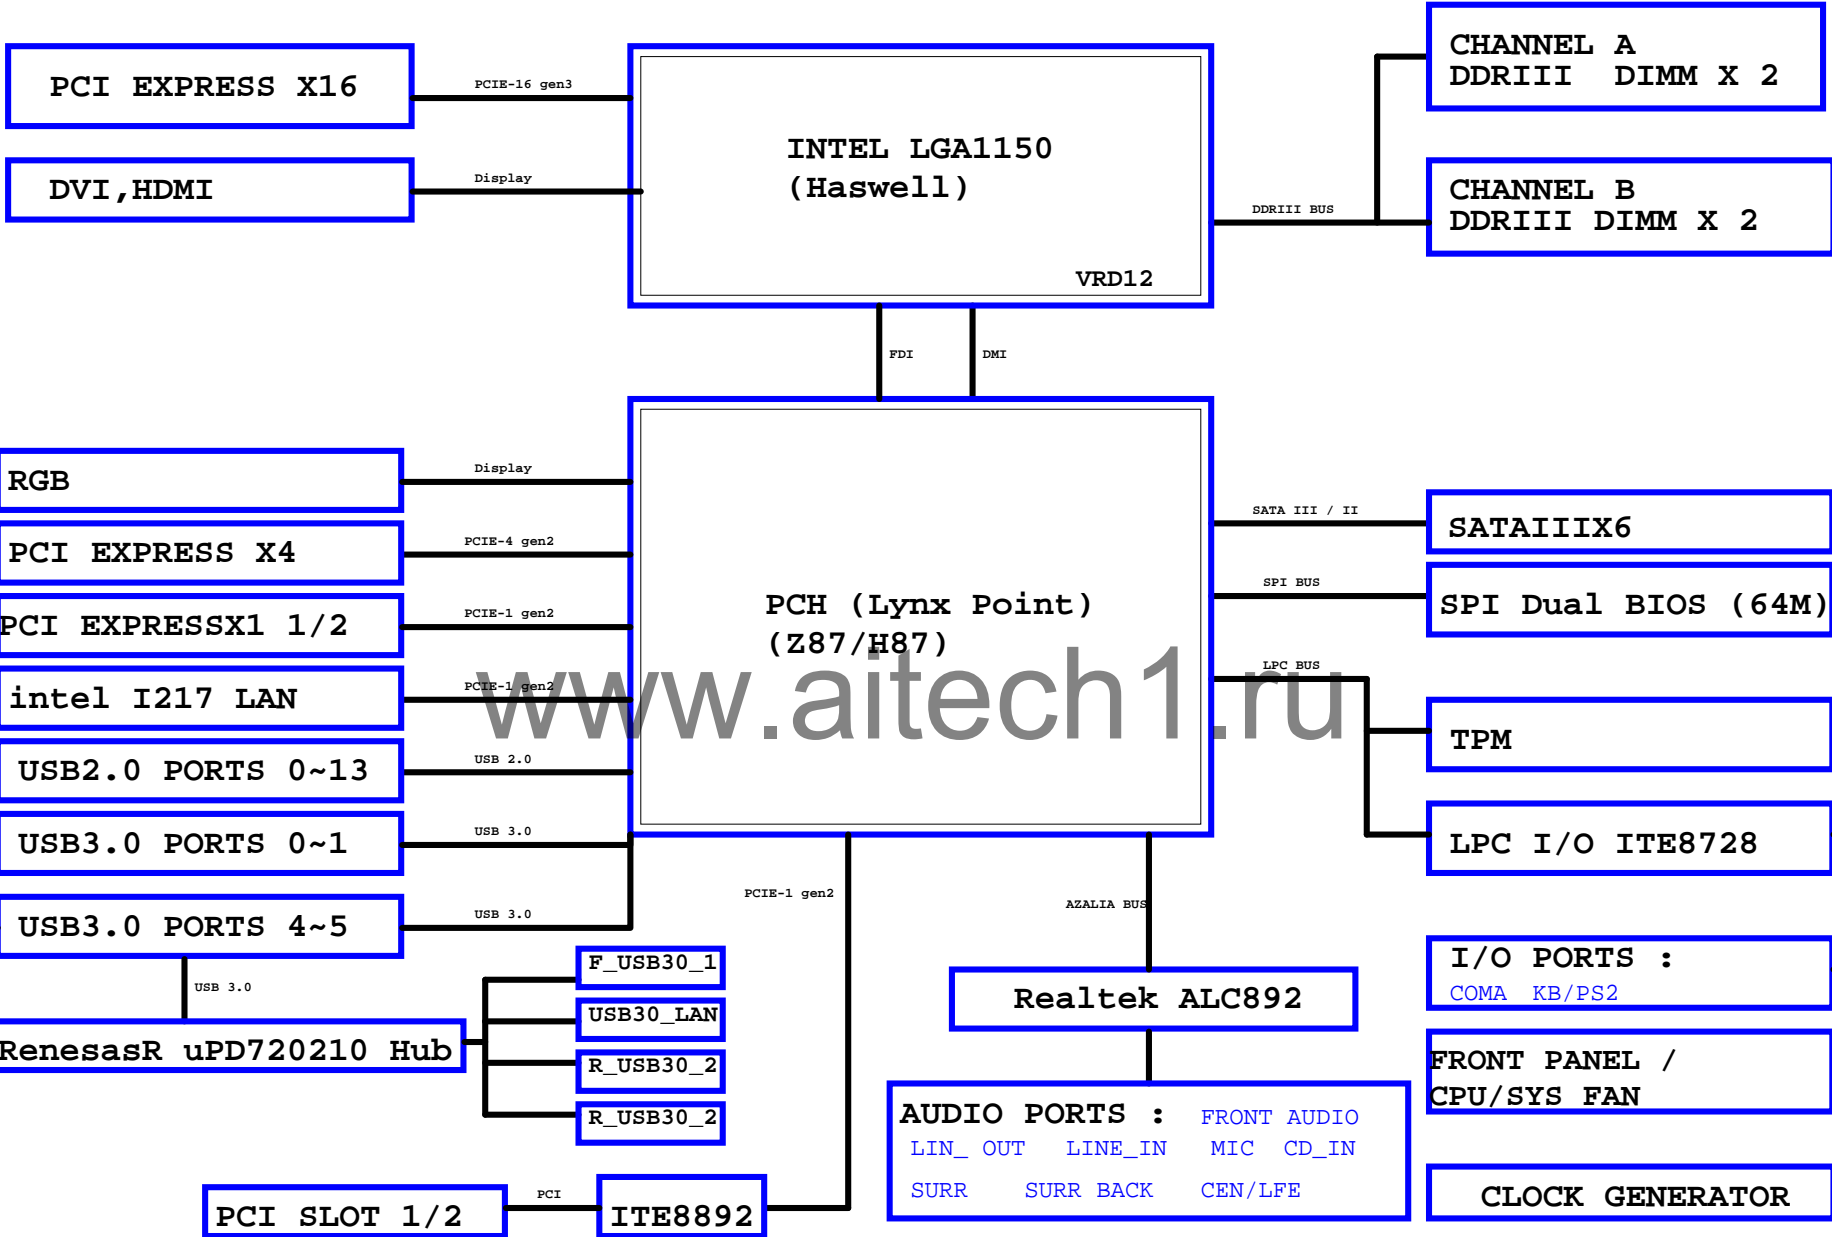 PCI EXPRESS X16
PCIE-16 gen3
DVI,HDMI
Display
INTEL LGA1150
(Haswell)
VRD12
DDRIII BUS
CHANNEL A
DDRIII DIMM X 2
CHANNEL B
DDRIII DIMM X 2
FDI
DMI
RGB
Display
PCI EXPRESS X4
PCIE-4 gen2
PCI EXPRESSX1 1/2
PCIE-1 gen2
intel I217 LAN
PCIE-1 gen2
USB2.0 PORTS 0~13
USB 2.0
USB3.0 PORTS 0~1
USB 3.0
USB3.0 PORTS 4~5
USB 3.0
PCH (Lynx Point)
(Z87/H87)
www.aitech1.ru
SATA III / II
SATAIIIX6
SPI BUS
SPI Dual BIOS (64M)
LPC BUS
TPM
LPC I/O ITE8728
PCIE-1 gen2
AZALIA BUS
USB 3.0
RenesasR uPD720210 Hub
F_USB30_1
USB30_LAN
R_USB30_2
R_USB30_2
Realtek ALC892
I/O PORTS :
COMA KB/PS2
FRONT PANEL /
CPU/SYS FAN
AUDIO PORTS : FRONT AUDIO
LIN_ OUT LINE_IN MIC CD_IN
SURR SURR BACK CEN/LFE
PCI SLOT 1/2
PCI
ITE8892
CLOCK GENERATOR